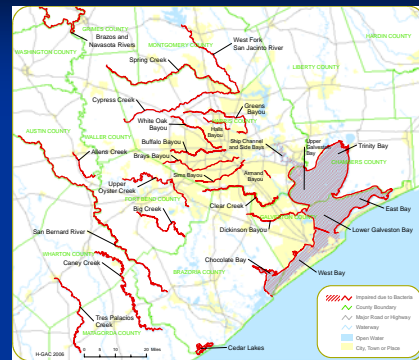 GRIMES COUNTY
Brazos and
Navasota Rivers
WASHINGTON COUNTY
MONTGOMERY COUNTY
West Fork
San Jacinto River
HARDIN COUNTY
LIBERTY COUNTY
Spring Creek
Cypress Creek
Greens
Bayou
White Oak
Bayou
Halls
Bayou
AUSTIN COUNTY
WALLER COUNTY
Buffalo Bayou
Ship Channel
and Side Bays
Upper
Galveston
Bay
Trinity Bay
Allens Creek
Brays Bayou
CHAMBERS COUNTY
Sims Bayou
Almand
Bayou
Upper
Oyster Creek
FORT BEND COUNTY
East Bay
Big Creek
Clear Creek
Lower Galveston Bay
San Bernard River
Dickinson Bayou
WHARTON COUNTY
Caney Creek
Chocolate Bay
West Bay
BRAZORIA COUNTY
Tres Palacios
Creek
MATAGORDA COUNTY
Cedar Lakes
H-GAC 2006
0 5 10 20 Miles
Impaired due to Bacteria
County Boundary
Major Road or Highway
Waterway
Open Water
City, Town or Place